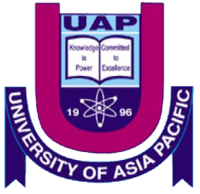 UAP
Knowledge is Power
Committed to Excellence
19 96
UNIVERSITY OF ASIA PACIFIC